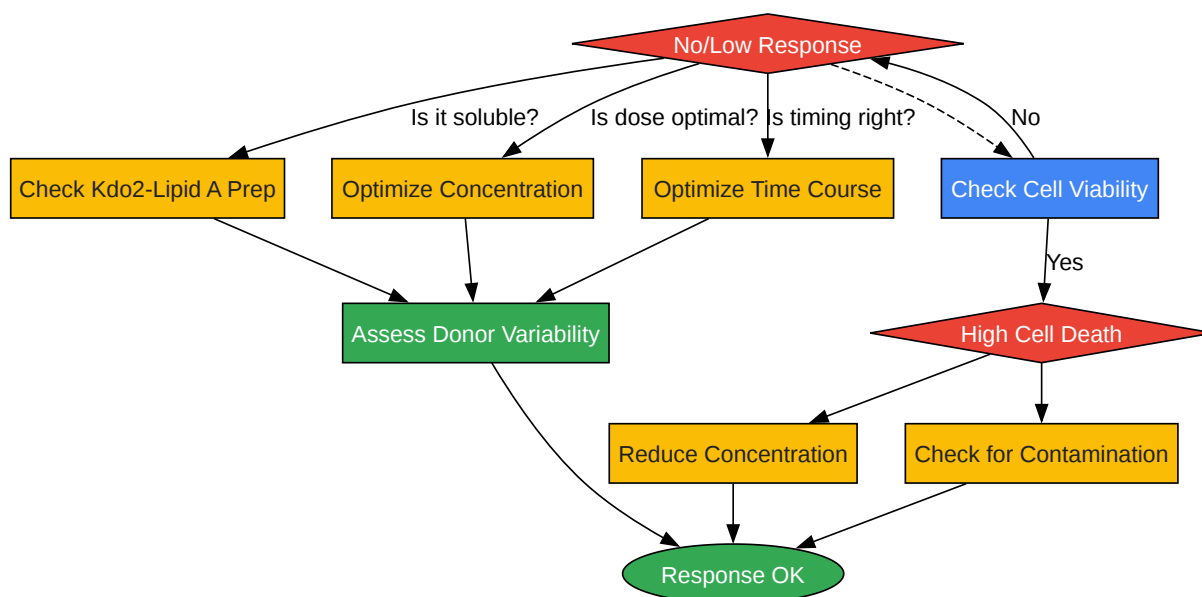 No/Low Response
Is it soluble?
Is dose optimal?
Is timing right?
No
Check Kdo2-Lipid A Prep
Optimize Concentration
Optimize Time Course
Check Cell Viability
Yes
Assess Donor Variability
High Cell Death
Reduce Concentration
Check for Contamination
Response OK